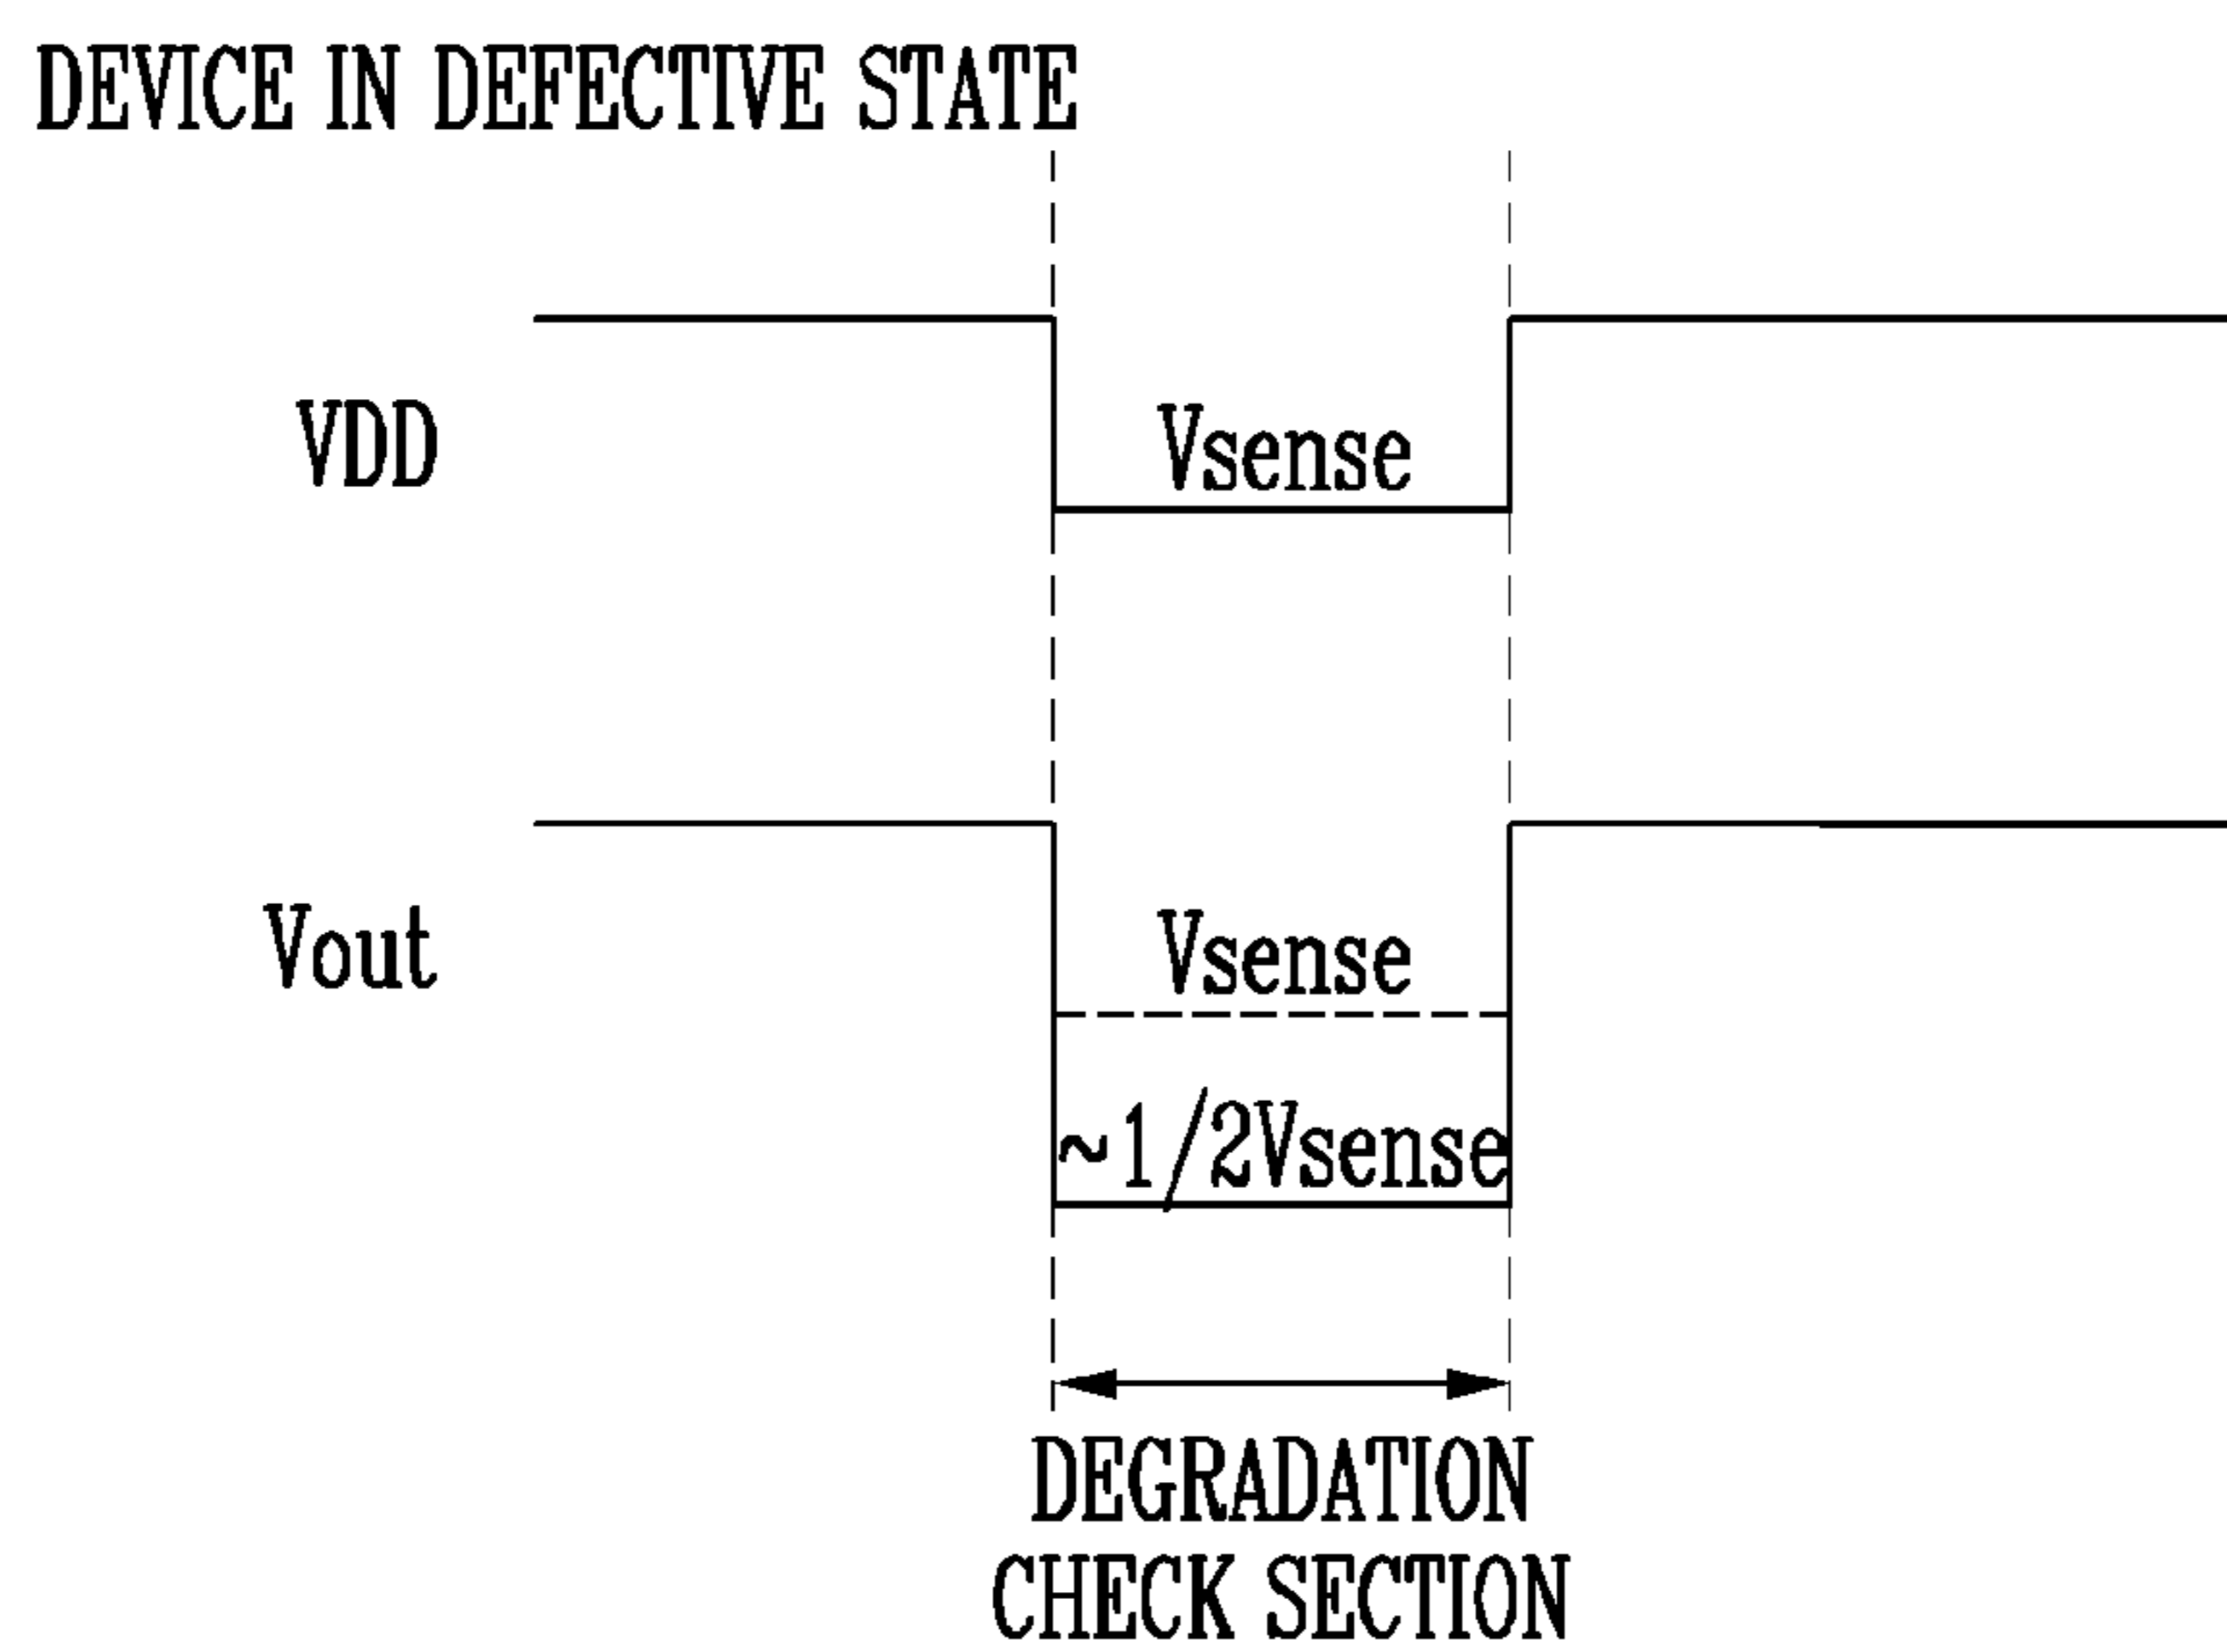 DEVICE IN DEFECTIVE STATE
VDD
Vsense
Vout
Vsense
~1/2Vsense
DEGRADATION
CHECK SECTION